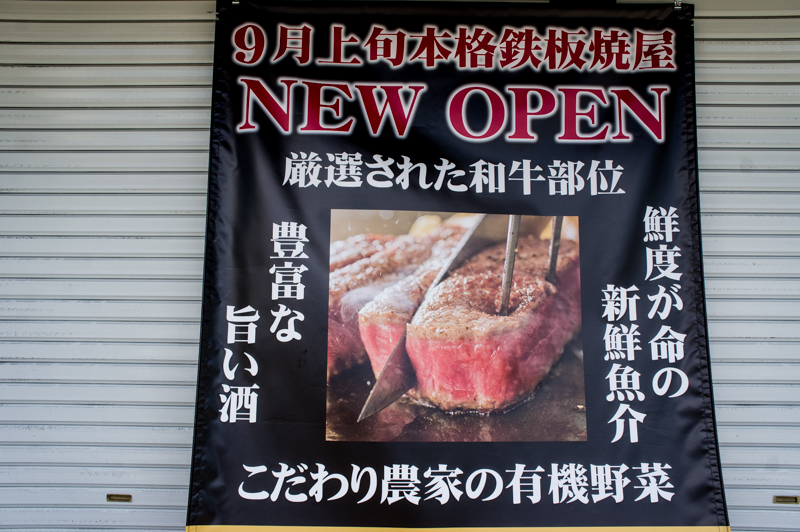 9月上旬本格鉄板焼屋
NEW OPEN
厳選された和牛部位
鮮度が命の
新鮮魚介
豊富な
旨い酒
こだわり農家の有機野菜